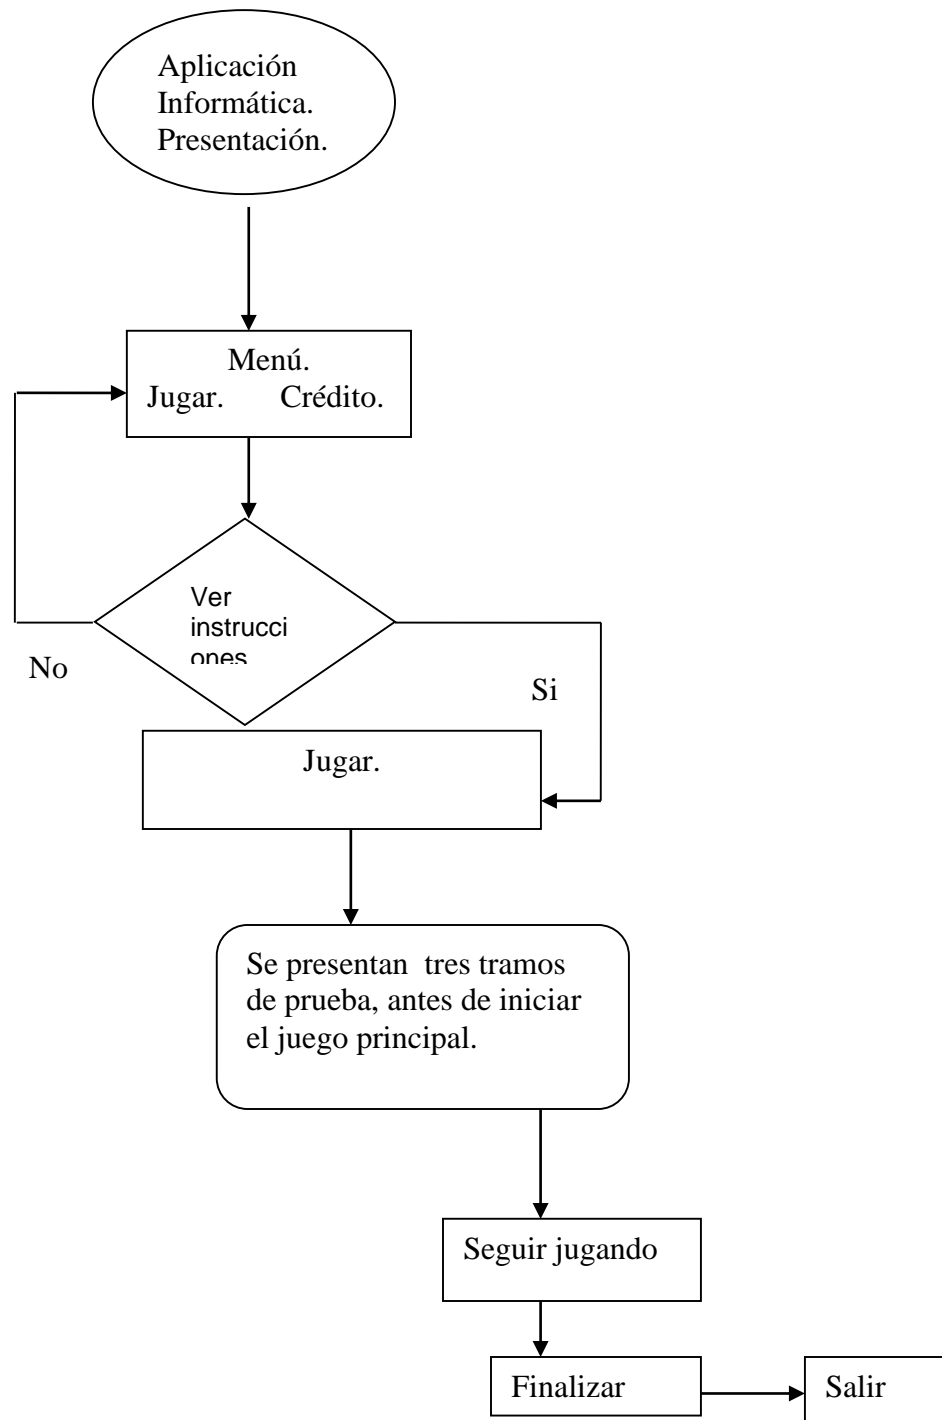 Aplicación
Informática.
Presentación.
Menú.
Jugar. Crédito.
Ver
instrucci
ones
No
Si
Jugar.
Se presentan tres tramos
de prueba, antes de iniciar
el juego principal.
Seguir jugando
Finalizar
Salir